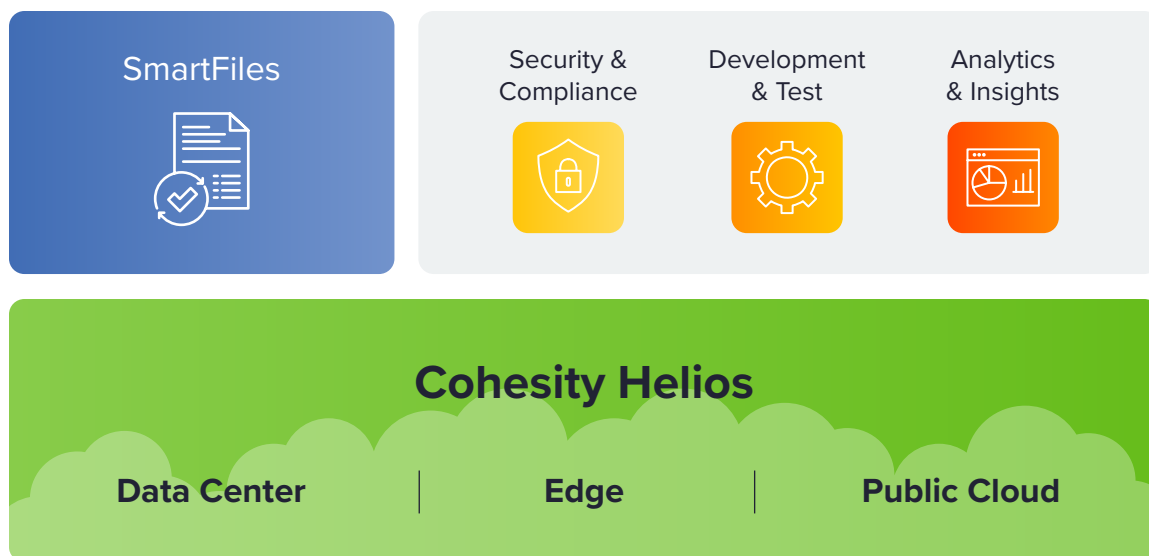 SmartFiles
Security &
Compliance
Development
& Test
Analytics
& Insights
Cohesity Helios
Data Center
Edge
Public Cloud